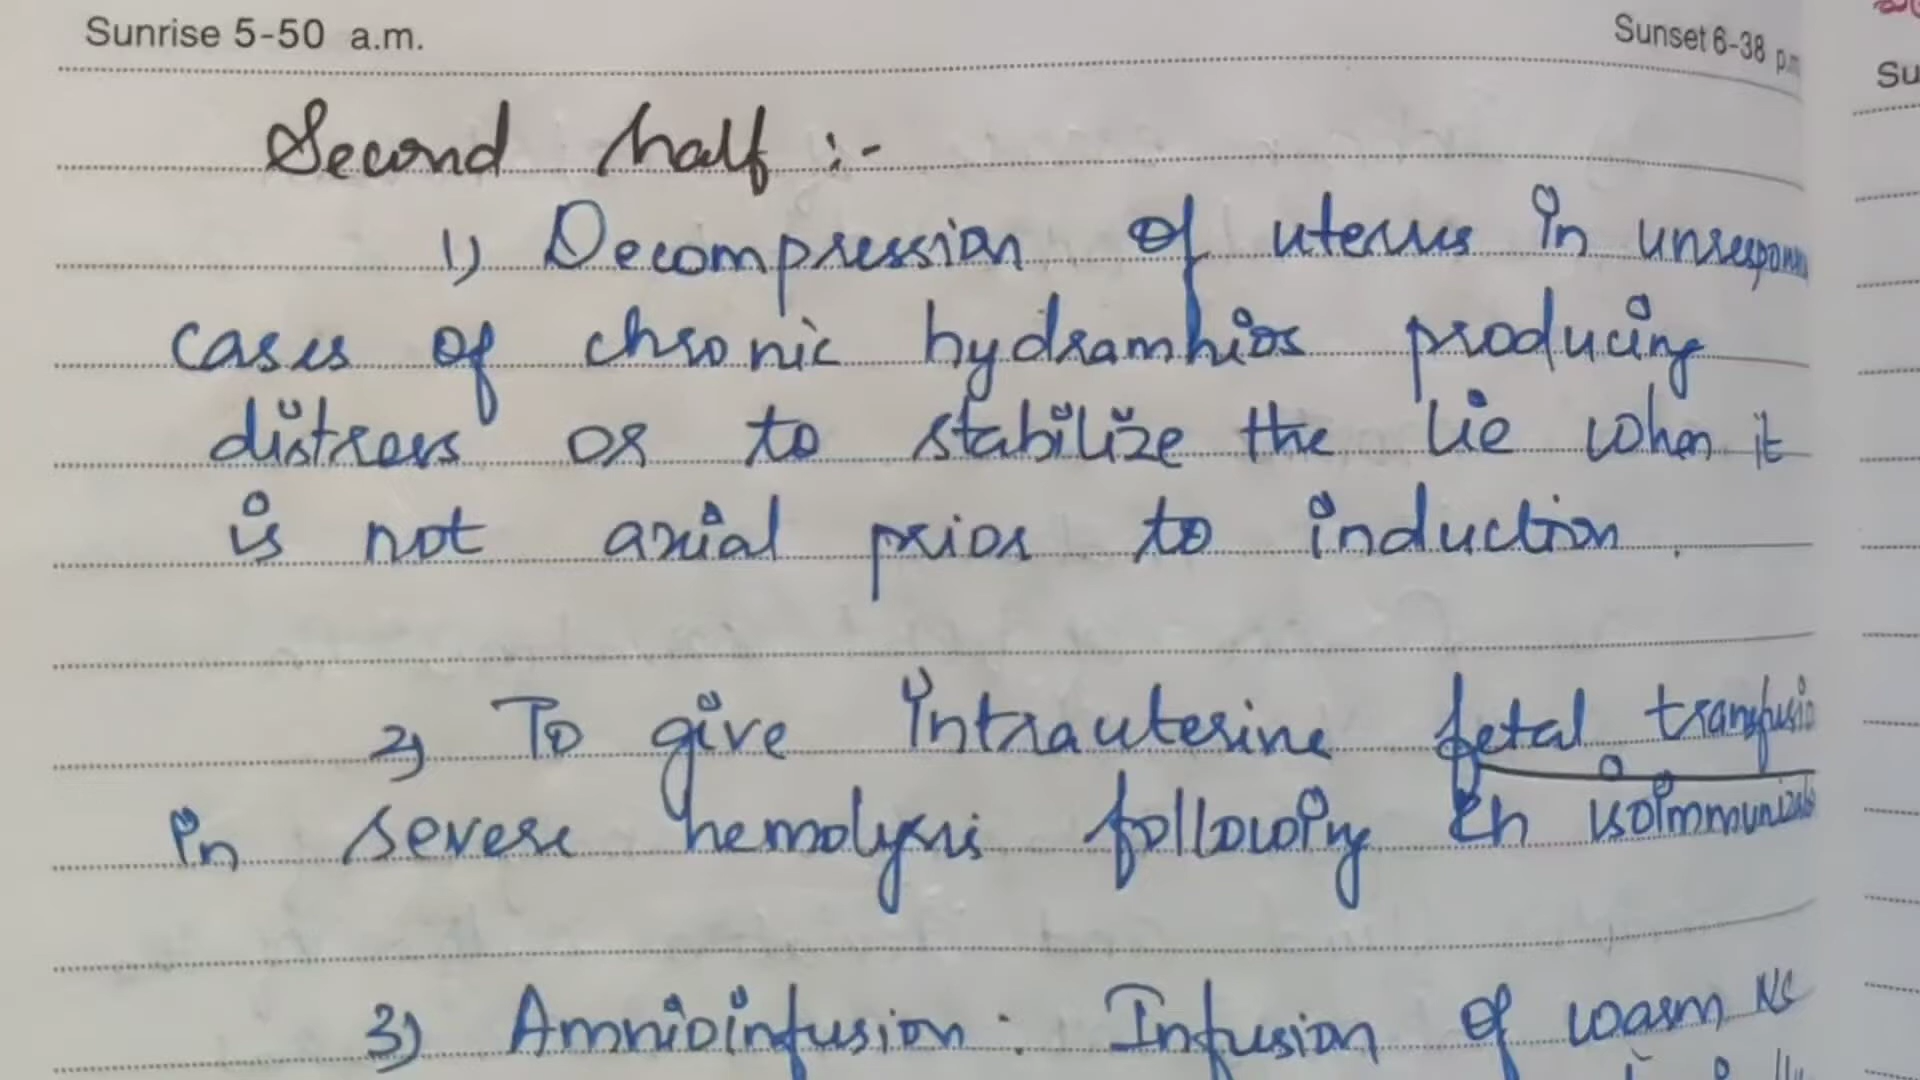 Sunrise 5-50 a.m.
Sunset 6-38 p.m
Su
Second half :-
1) Decompression of uterus in
cases of chronic hydramnios producing
distress or to stabilize the lie when it
is not axial prior to induction.
2) To give intrauterine fetal transfusio
in severe hemolysis following Rh
3) Amnioinfusion : Infusion of warm NS